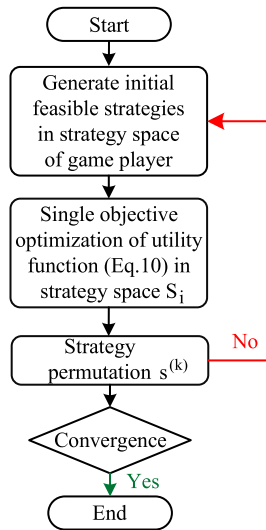 Start
Generate initial
feasible strategies
in strategy space
of game player
Single objective
optimization of utility
function (Eq.10) in
strategy space Sᵢ
Strategy
permutation s⁽ᵏ⁾
No
Convergence
Yes
End